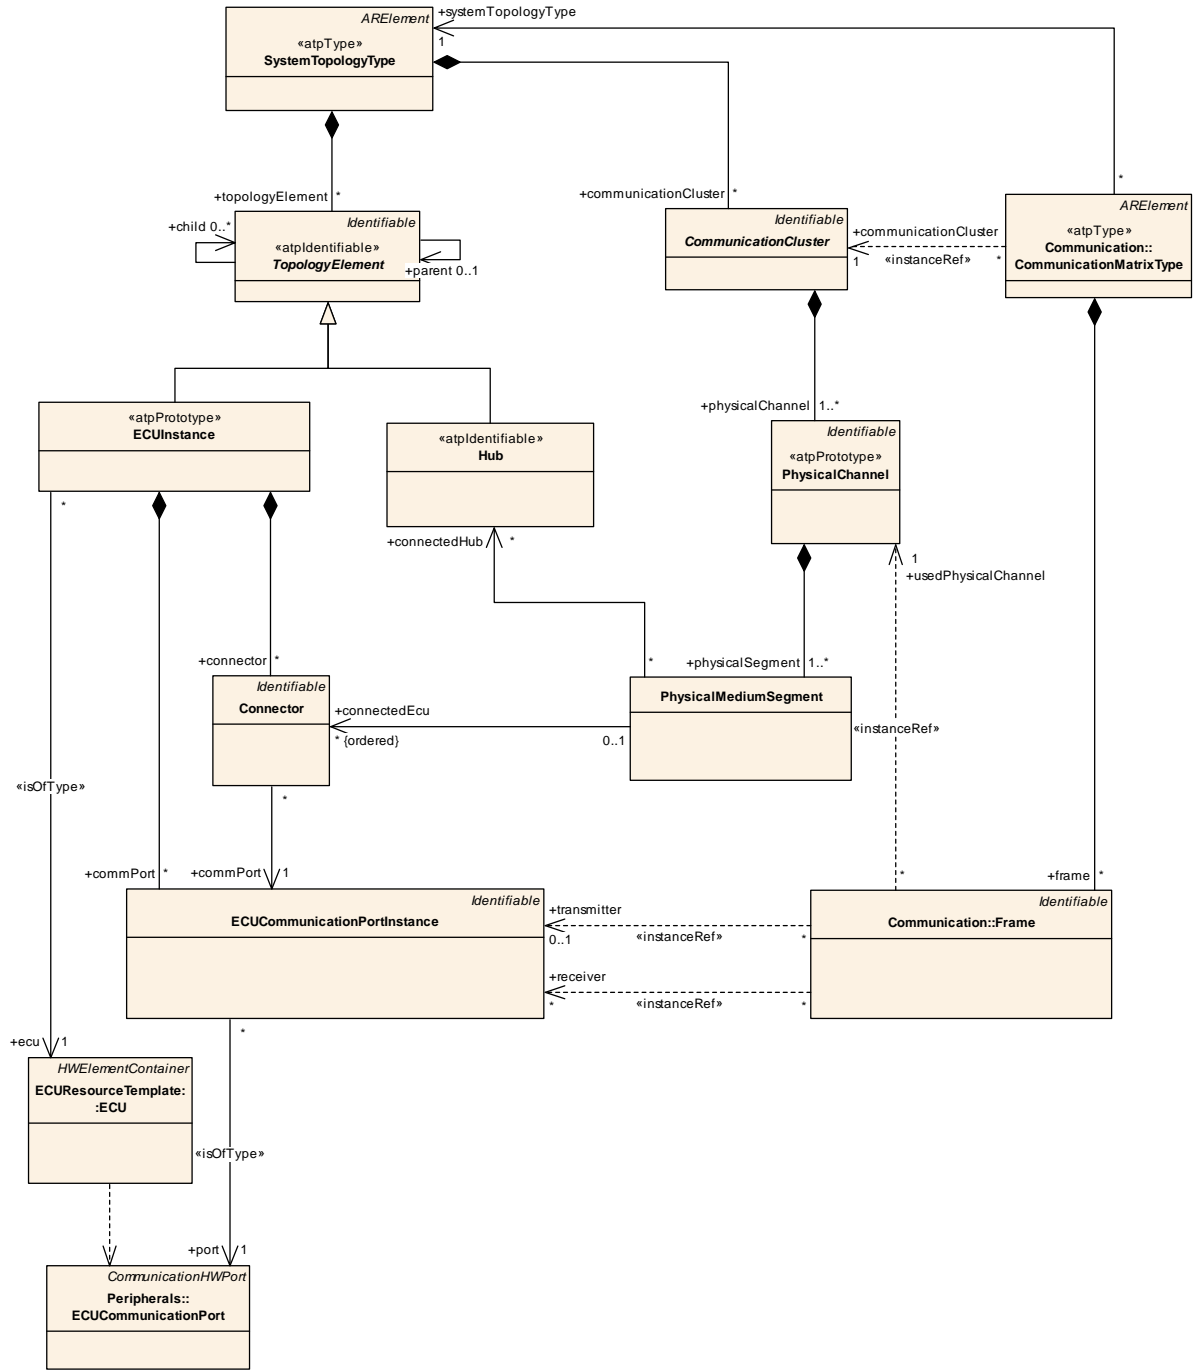 ARElement
«atpType»
SystemTopologyType
+systemTopologyType
1
+topologyElement *
+communicationCluster *
*
Identifiable
«atpIdentifiable»
TopologyElement
+child 0..*
+parent 0..1
Identifiable
CommunicationCluster
+communicationCluster
1
«instanceRef»
*
ARElement
«atpType»
Communication::
CommunicationMatrixType
«atpPrototype»
ECUInstance
«atpIdentifiable»
Hub
+physicalChannel 1..*
Identifiable
«atpPrototype»
PhysicalChannel
*
+connectedHub *
1
+usedPhysicalChannel
+connector *
*
+physicalSegment 1..*
Identifiable
Connector
PhysicalMediumSegment
+connectedEcu
* {ordered}
0..1
«instanceRef»
«isOfType»
*
+commPort *
+commPort 1
*
+frame *
Identifiable
ECUCommunicationPortInstance
+transmitter
0..1
«instanceRef»
*
+receiver
*
«instanceRef»
*
Identifiable
Communication::Frame
*
+ecu 1
HWElementContainer
ECUResourceTemplate:
:ECU
«isOfType»
+port 1
CommunicationHWPort
Peripherals::
ECUCommunicationPort